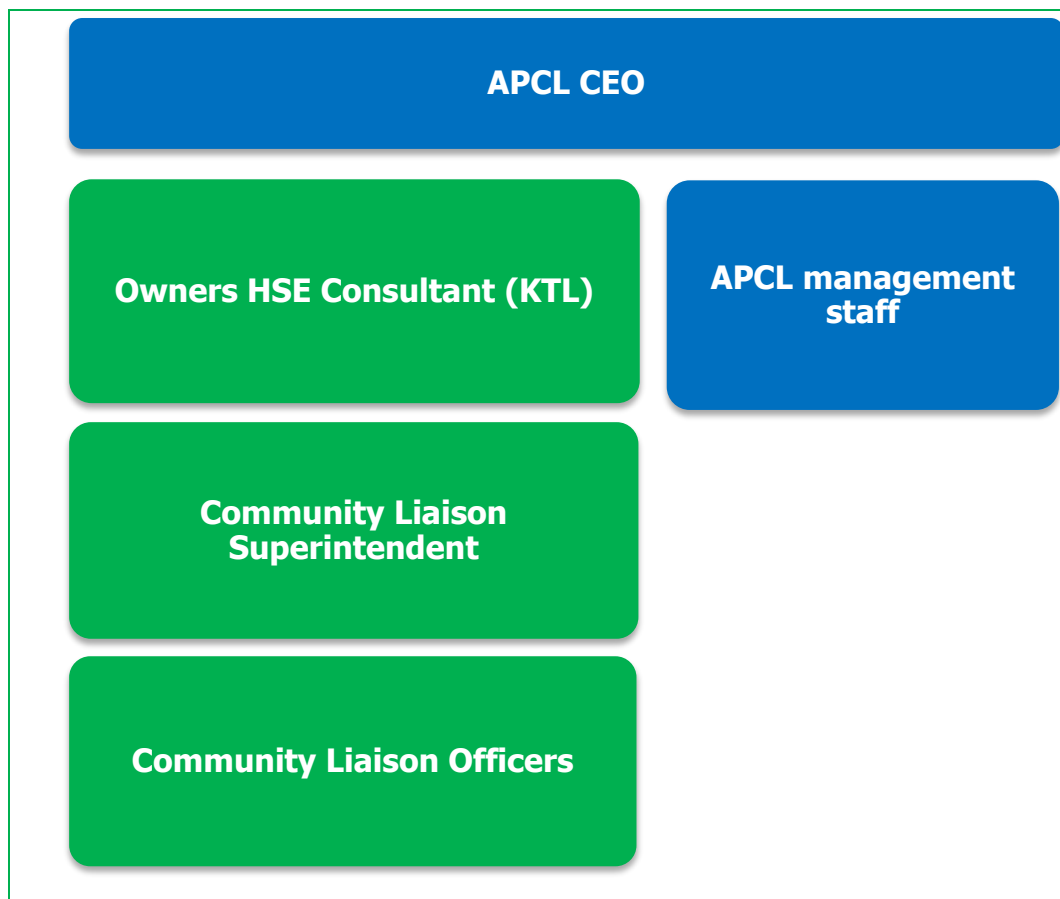 APCL CEO
Owners HSE Consultant (KTL)
APCL management
staff
Community Liaison
Superintendent
Community Liaison Officers